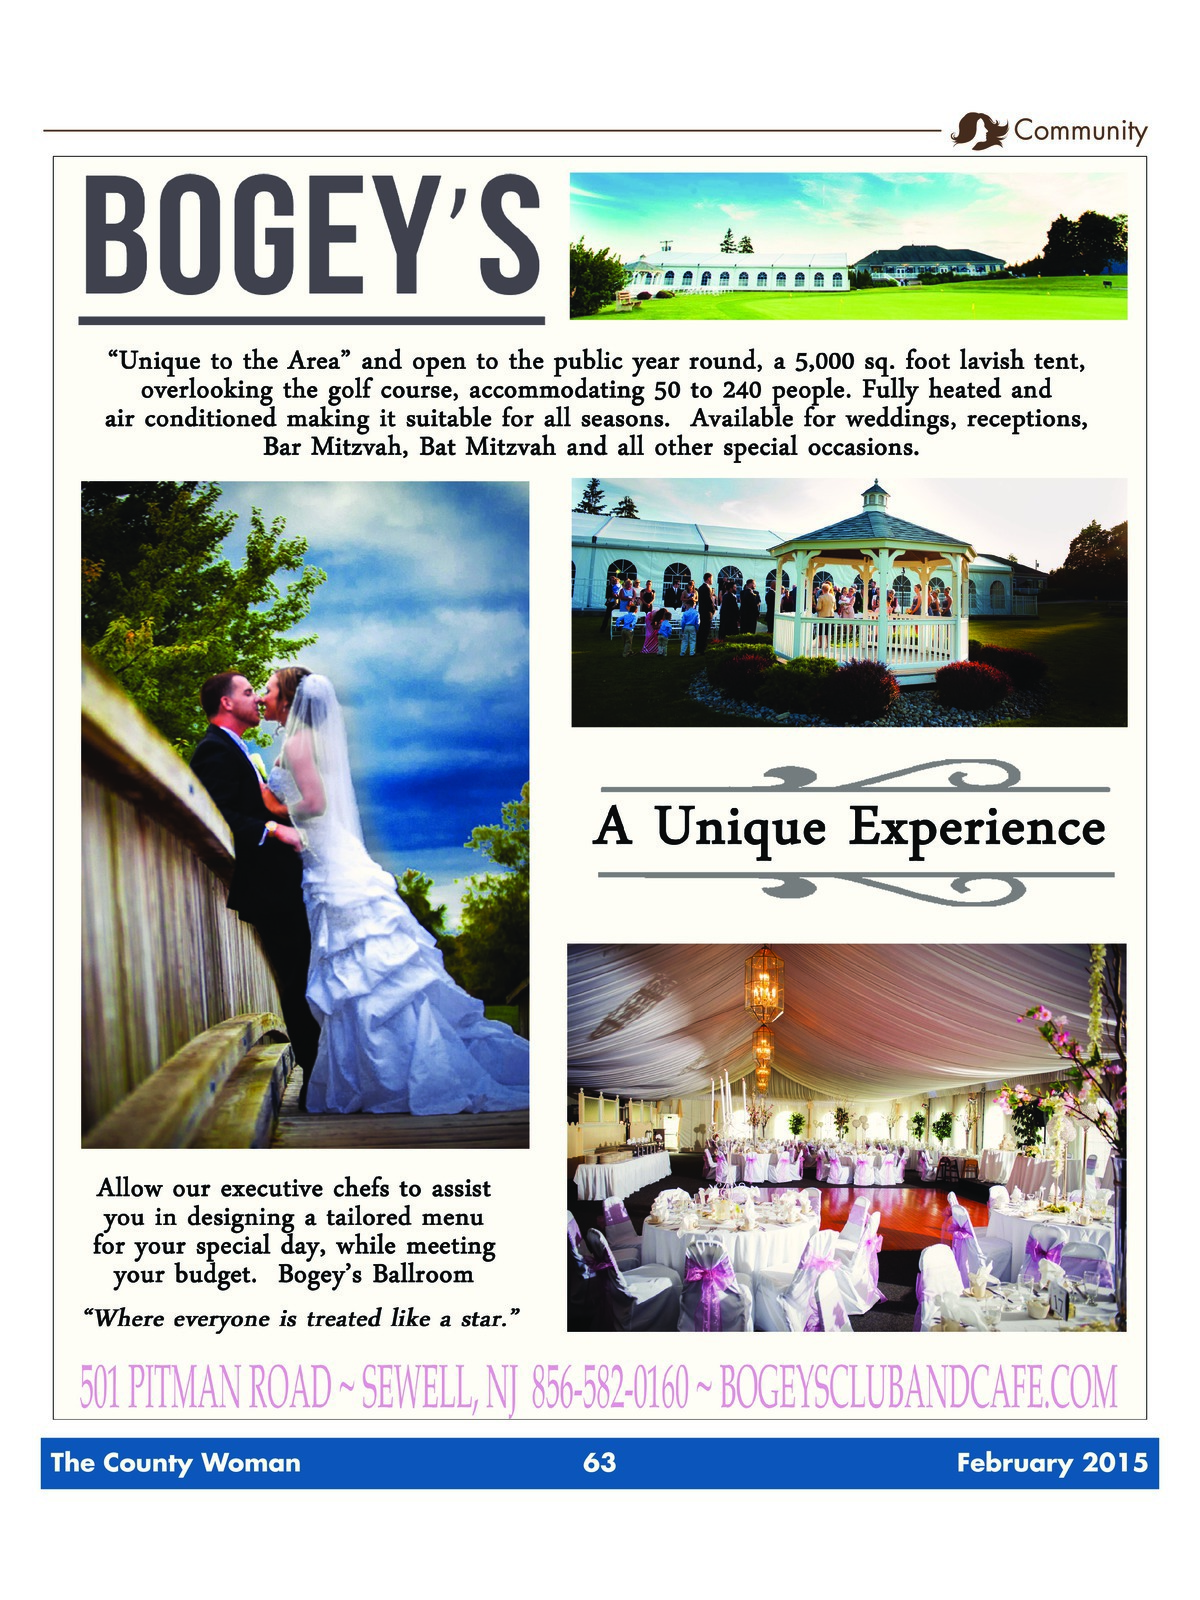 Community
BOGEY'S
“Unique to the Area” and open to the public year round, a 5,000 sq. foot lavish tent,
overlooking the golf course, accommodating 50 to 240 people. Fully heated and
air conditioned making it suitable for all seasons.  Available for weddings, receptions,
Bar Mitzvah, Bat Mitzvah and all other special occasions.
A Unique Experience
Allow our executive chefs to assist
you in designing a tailored menu
for your special day, while meeting
your budget.  Bogey’s Ballroom
“Where everyone is treated like a star.”
17
501 PITMAN ROAD ~ SEWELL, NJ  856-582-0160 ~ BOGEYSCLUBANDCAFE.COM
The County Woman 63 February 2015